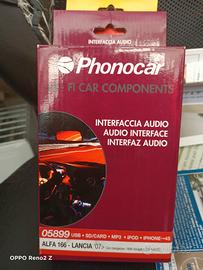 INTERFACCIA AUDIO
Phonocar
FI CAR COMPONENTS
INTERFACCIA AUDIO
AUDIO INTERFACE
INTERFAZ AUDIO
05899 USB • SD/CARD • MP3 • IPOD • IPHONE-4S
ALFA 166 - LANCIA '07>
OPPO Reno2 Z